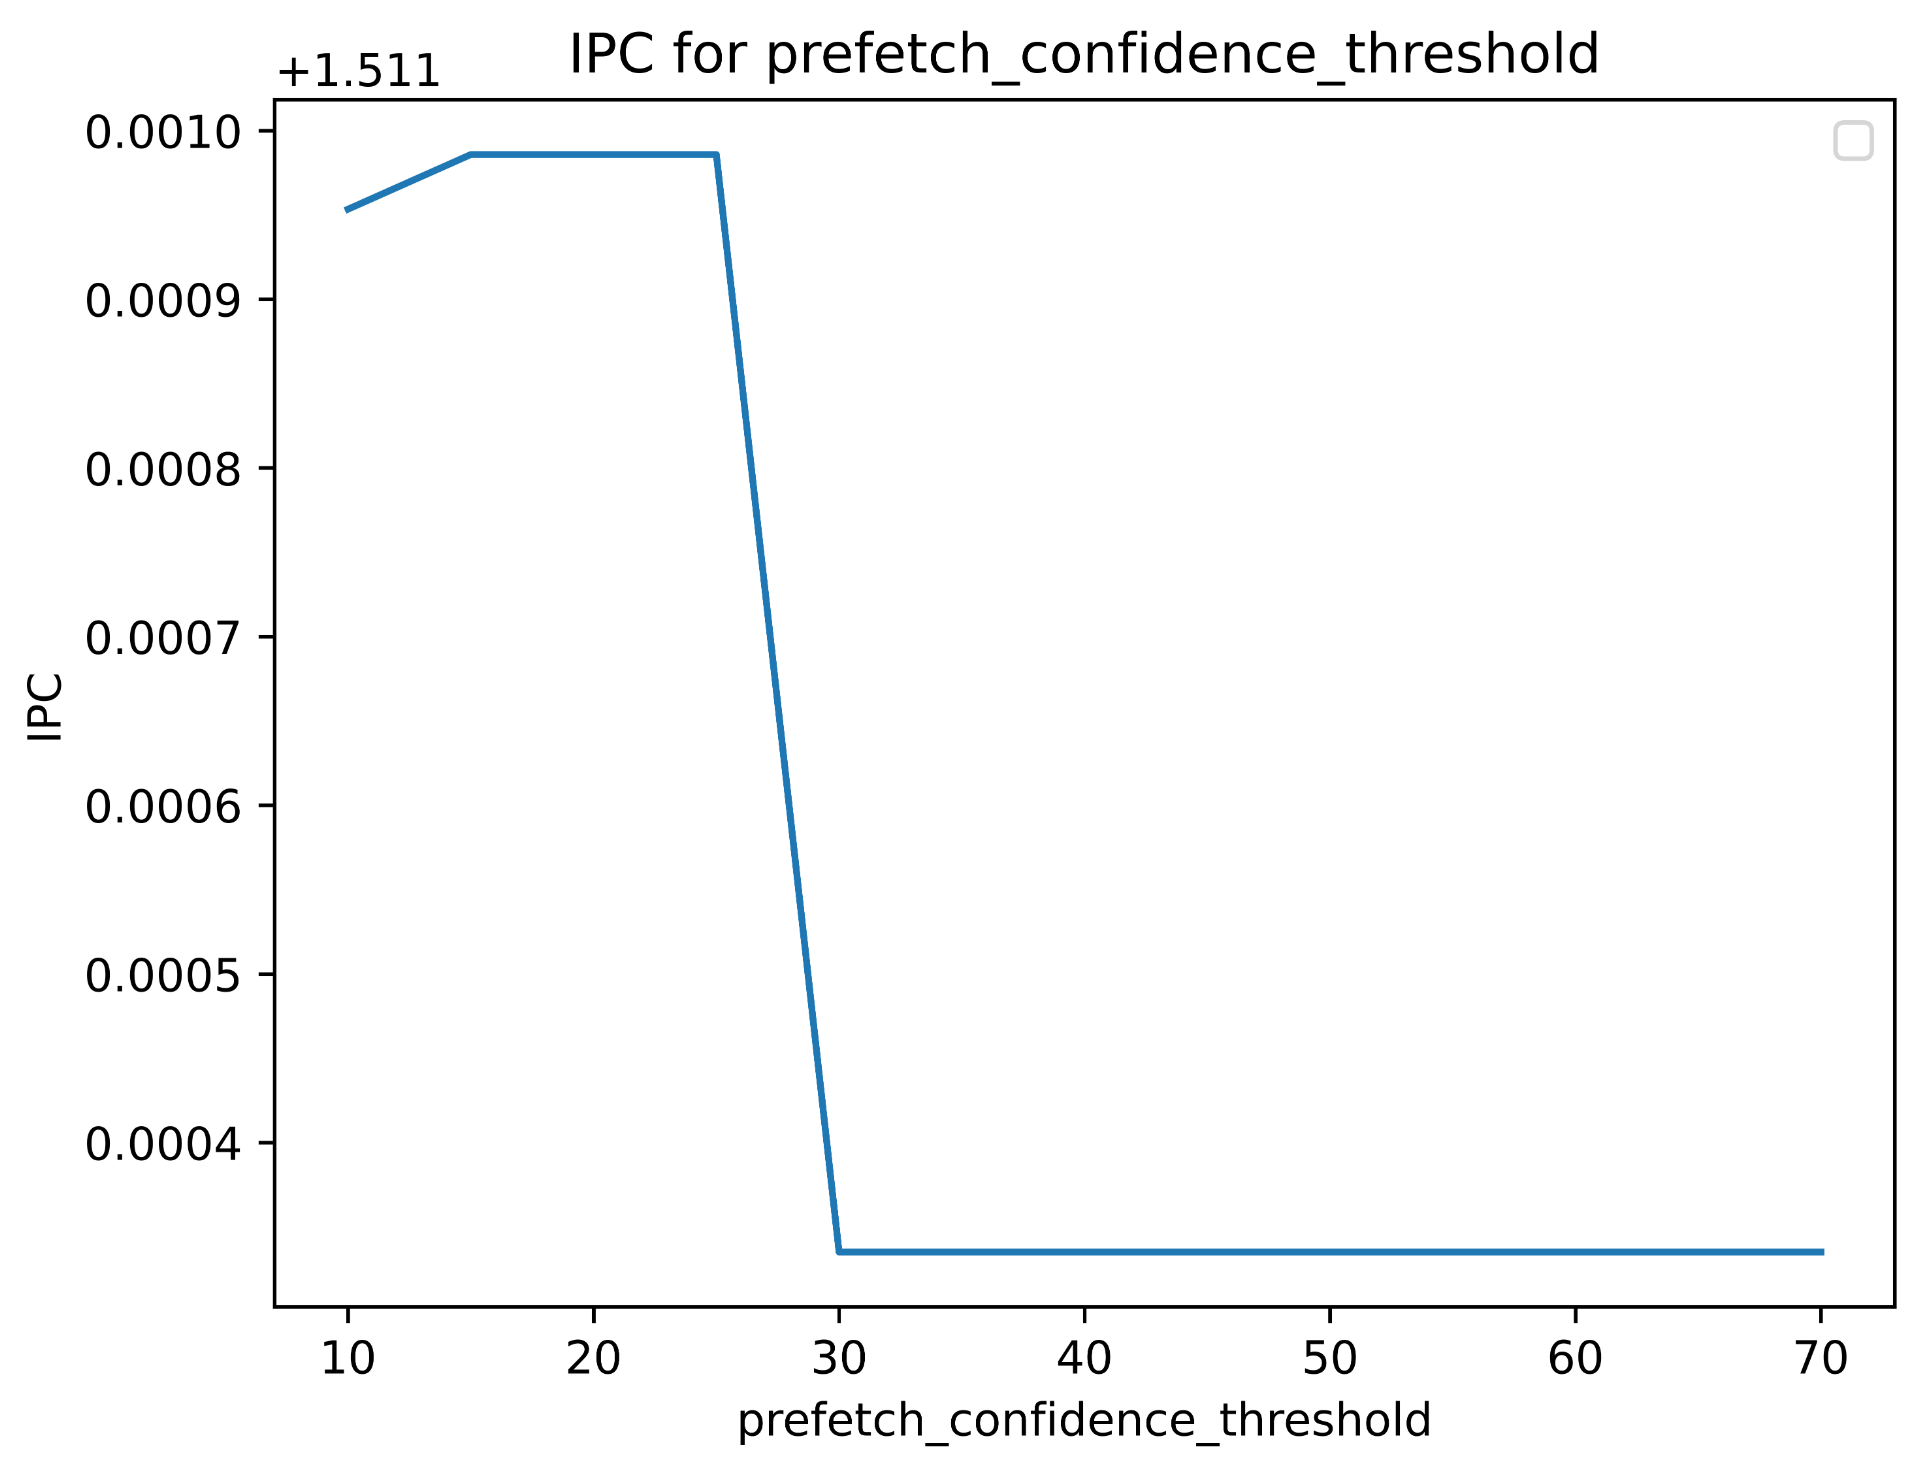 IPC for prefetch_confidence_threshold
+1.511
0.0010
0.0009
0.0008
0.0007
0.0006
0.0005
0.0004
IPC
10 20 30 40 50 60 70
prefetch_confidence_threshold